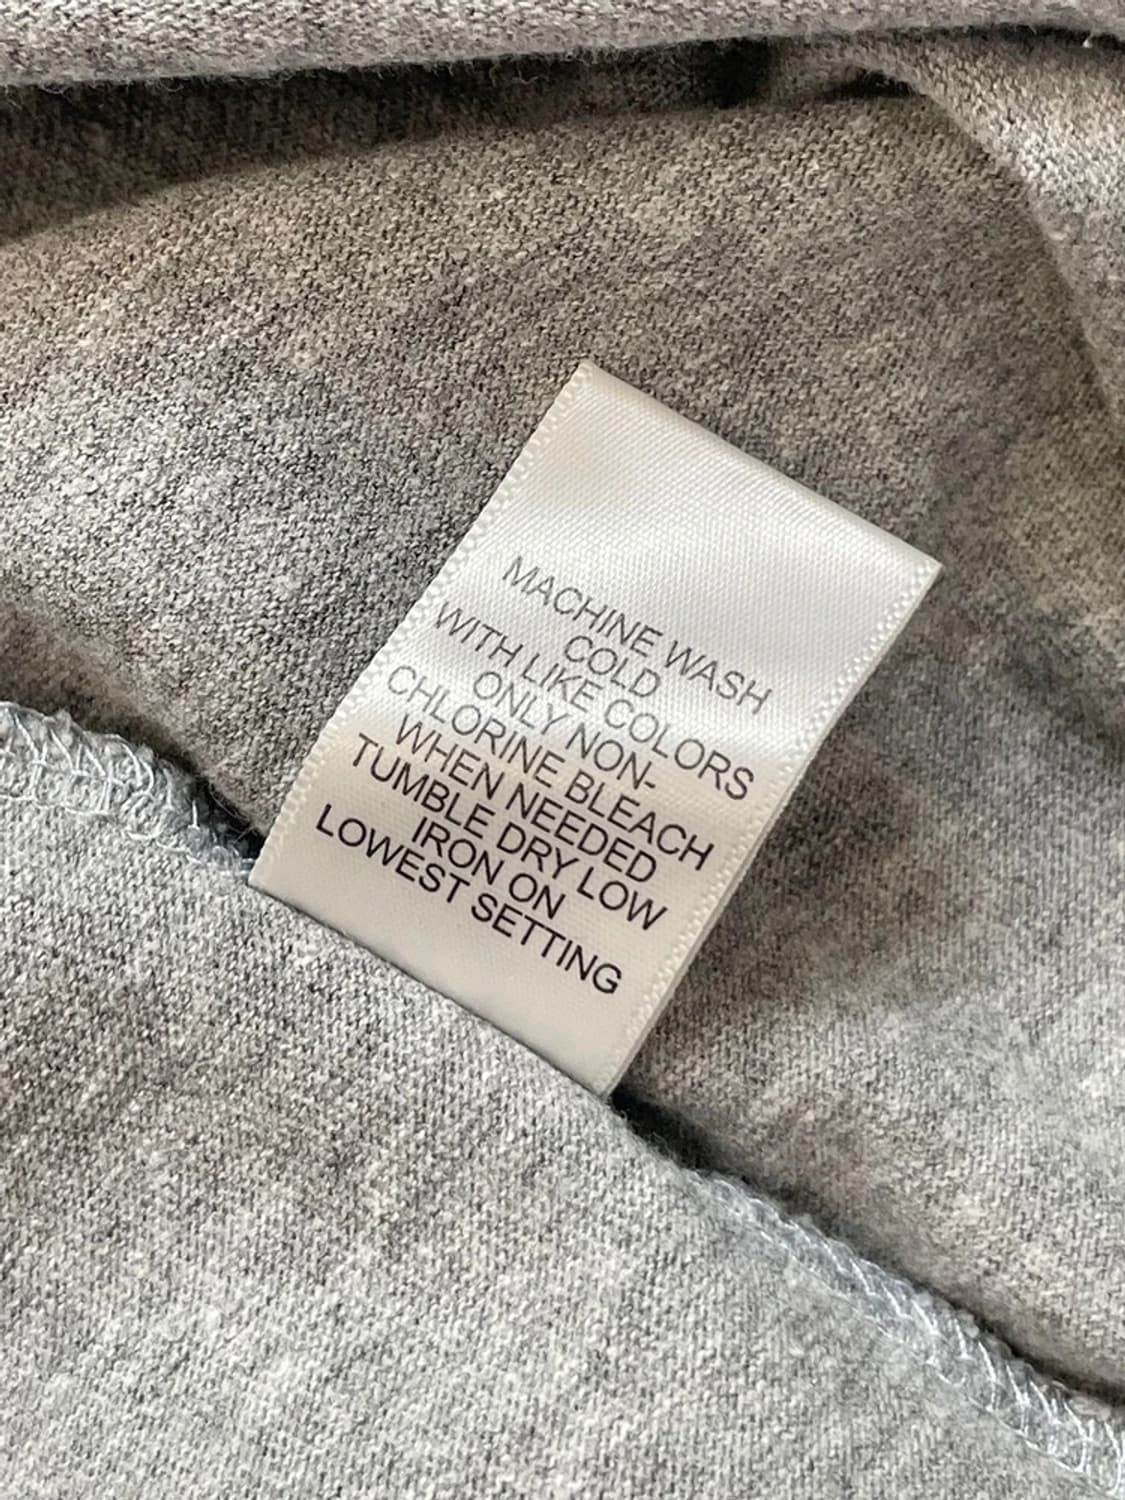 MACHINE WASH
COLD
WITH LIKE COLORS
ONLY NON-
CHLORINE BLEACH
WHEN NEEDED
TUMBLE DRY LOW
IRON ON
LOWEST SETTING